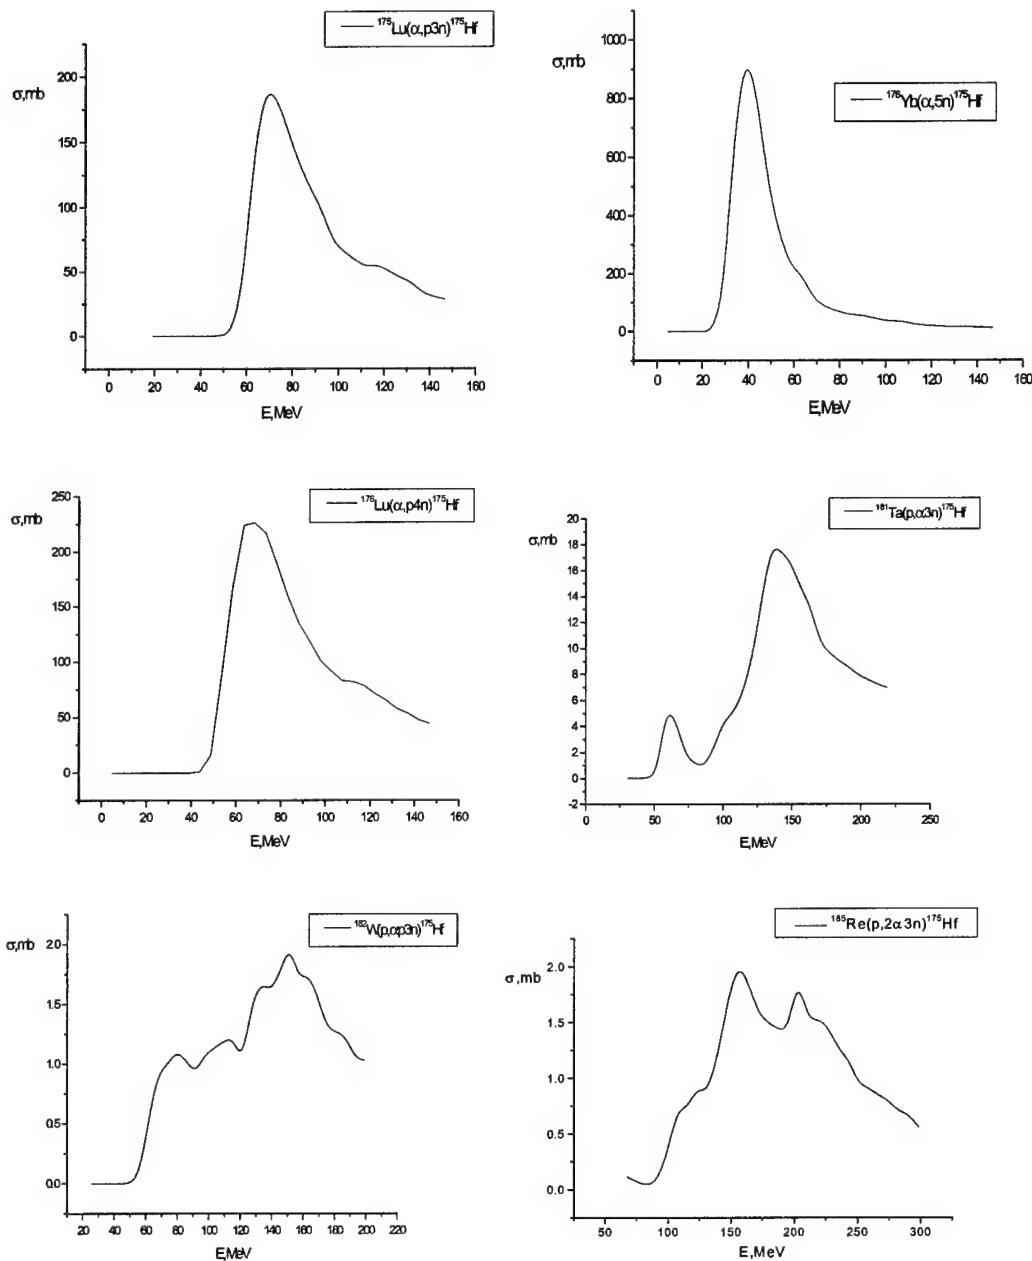 ¹⁷⁵Lu(α,p3n)¹⁷⁵Hf
σ,mb
200
150
100
50
0
0 20 40 60 80 100 120 140 160
E,MeV
¹⁷⁶Yb(α,5n)¹⁷⁵Hf
σ,mb
1000
800
600
400
200
0
0 20 40 60 80 100 120 140 160
E,MeV
¹⁷⁶Lu(α,p4n)¹⁷⁵Hf
σ,mb
250
200
150
100
50
0
0 20 40 60 80 100 120 140 160
E,MeV
¹⁸¹Ta(p,α3n)¹⁷⁵Hf
σ,mb
20
18
16
14
12
10
8
6
4
2
0
-2
0 50 100 150 200 250
E,MeV
¹⁸²W(p,αp3n)¹⁷⁵Hf
σ,mb
2.0
1.5
1.0
0.5
0.0
20 40 60 80 100 120 140 160 180 200 220
E,MeV
¹⁸⁵Re(p,2α3n)¹⁷⁵Hf
σ,mb
2.0
1.5
1.0
0.5
0.0
50 100 150 200 250 300
E,MeV